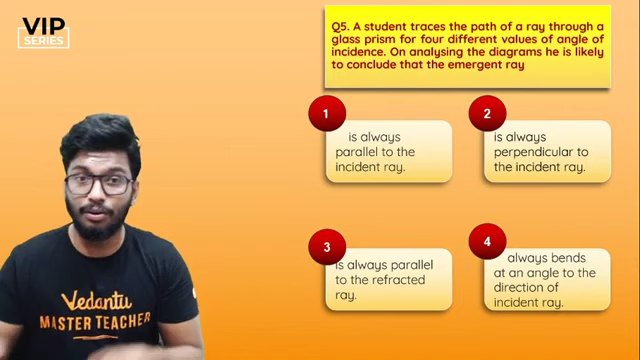 VIP
SERIES
Q5. A student traces the path of a ray through a
glass prism for four different values of angle of
incidence. On analysing the diagrams he is likely
to conclude that the emergent ray
1
is always
parallel to the
incident ray.
2
is always
perpendicular to
the incident ray.
3
is always parallel
to the refracted
ray.
4
always bends
at an angle to the
direction of
incident ray.
Vedantu
MASTER TEACHER